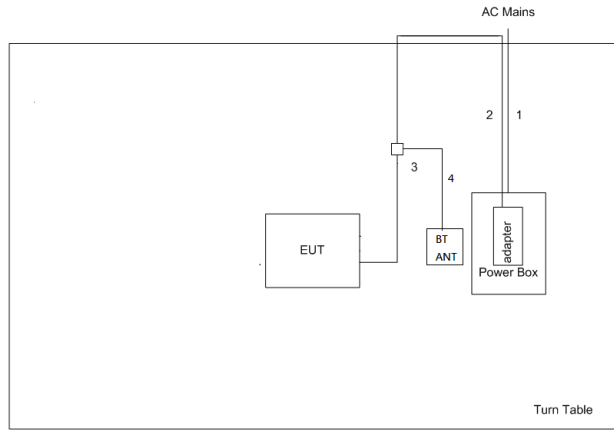 AC Mains
2
1
3
4
EUT
BT
ANT
adapter
Power Box
Turn Table